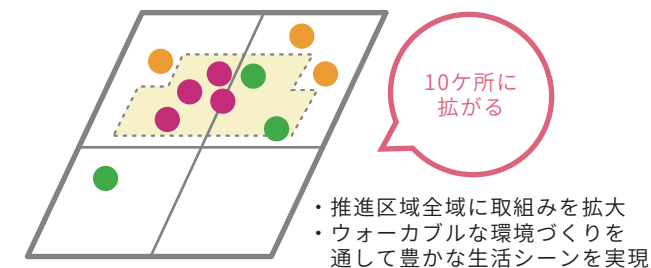 10ケ所に
拡がる
・推進区域全域に取組みを拡大
・ウォーカブルな環境づくりを
通して豊かな生活シーンを実現